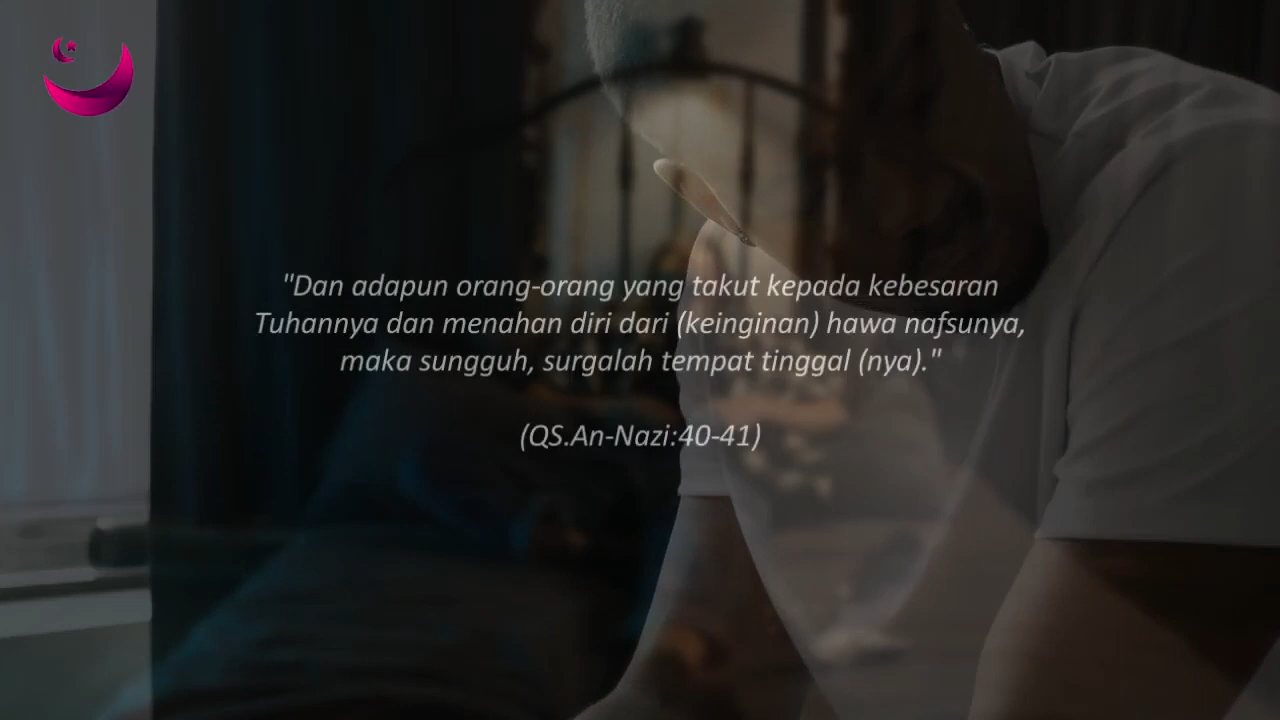 "Dan adapun orang-orang yang takut kepada kebesaran
Tuhannya dan menahan diri dari (keinginan) hawa nafsunya,
maka sungguh, surgalah tempat tinggal (nya)."
(QS.An-Nazi:40-41)